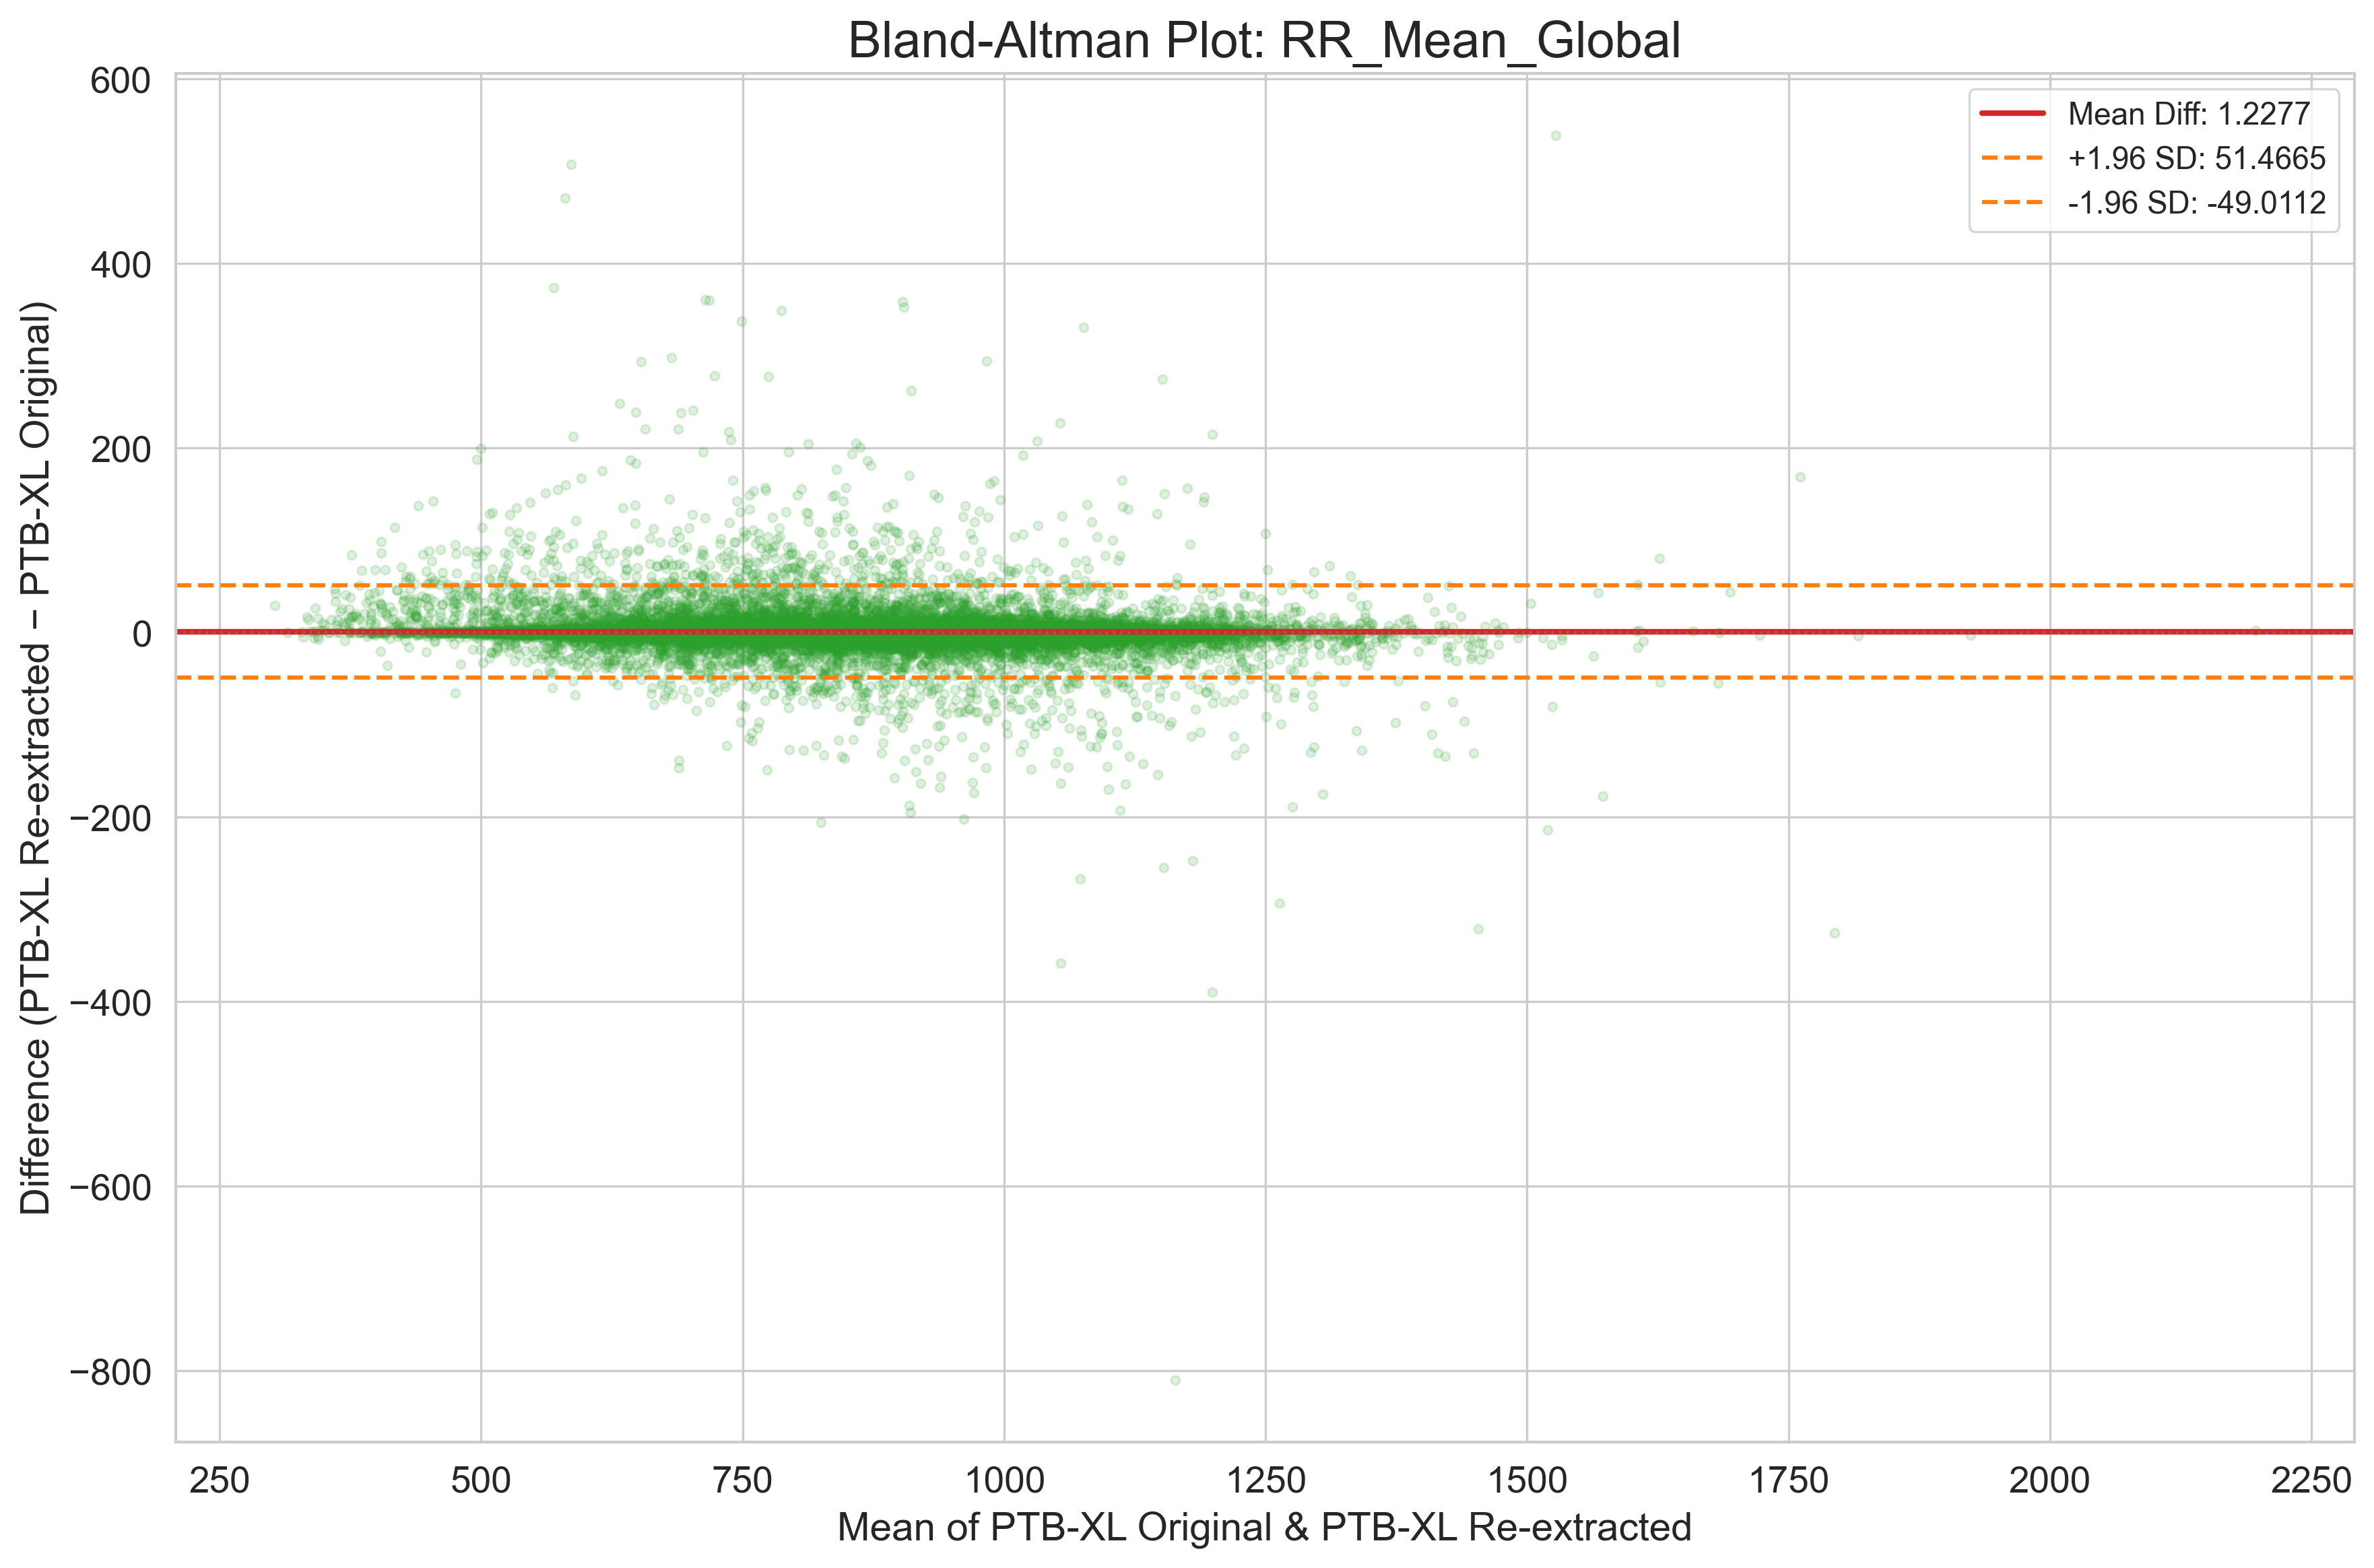 Bland-Altman Plot: RR_Mean_Global
Mean Diff: 1.2277
+1.96 SD: 51.4665
-1.96 SD: -49.0112
Difference (PTB-XL Re-extracted − PTB-XL Original)
600
400
200
0
−200
−400
−600
−800
250 500 750 1000 1250 1500 1750 2000 2250
Mean of PTB-XL Original & PTB-XL Re-extracted